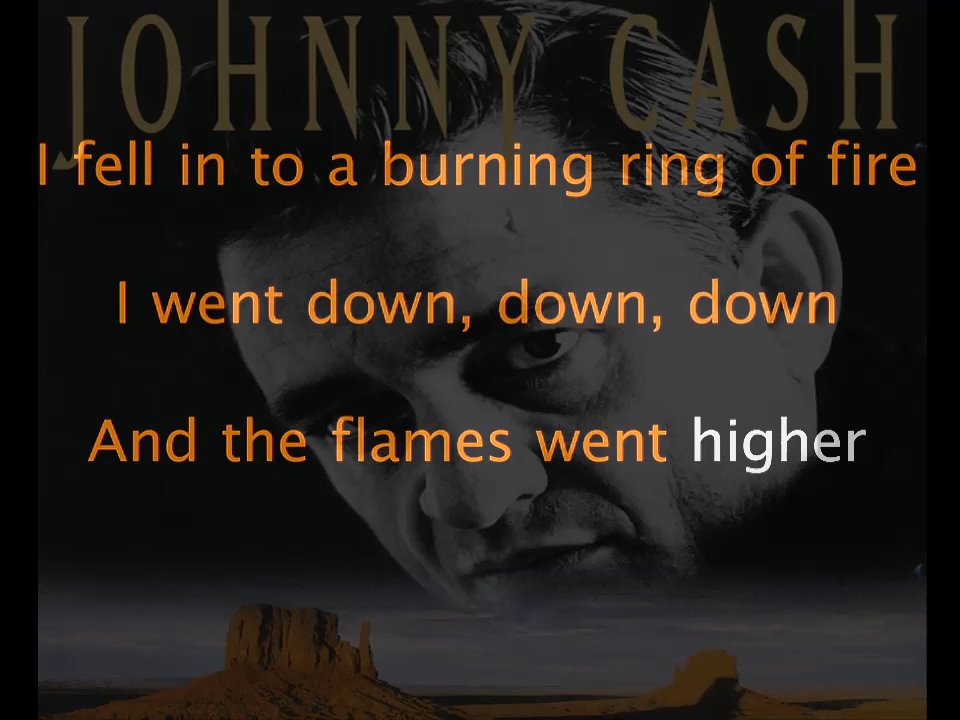 JOHNNY CASH
I fell in to a burning ring of fire
I went down, down, down
And the flames went higher